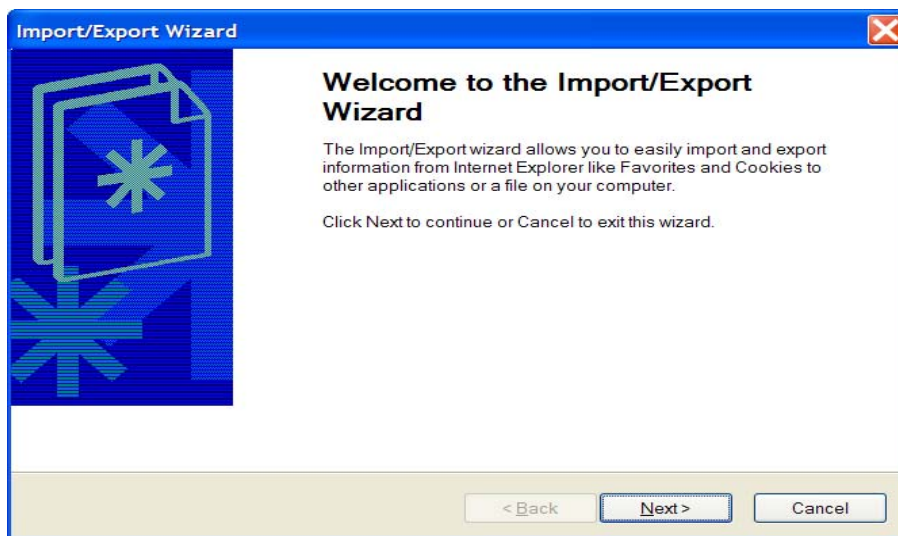 Import/Export Wizard
Welcome to the Import/Export
Wizard
The Import/Export wizard allows you to easily import and export
information from Internet Explorer like Favorites and Cookies to
other applications or a file on your computer.
Click Next to continue or Cancel to exit this wizard.
< Back
Next >
Cancel